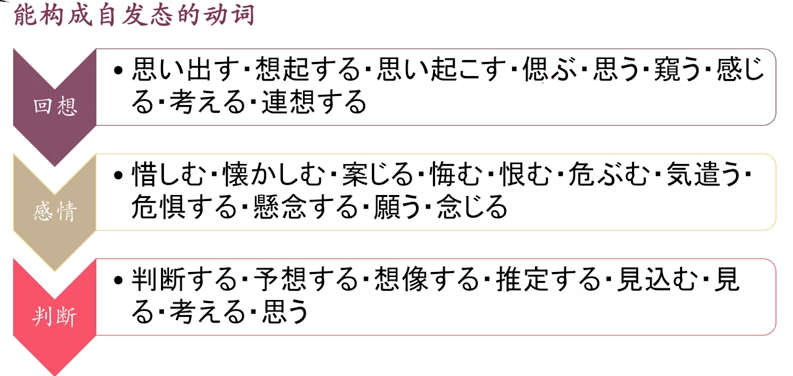 能构成自发态的动词
回想
• 思い出す・想起する・思い起こす・偲ぶ・思う・窺う・感じ
る・考える・連想する
感情
• 惜しむ・懐かしむ・案じる・悔む・恨む・危ぶむ・気遣う・
危惧する・懸念する・願う・念じる
判断
• 判断する・予想する・想像する・推定する・見込む・見
る・考える・思う